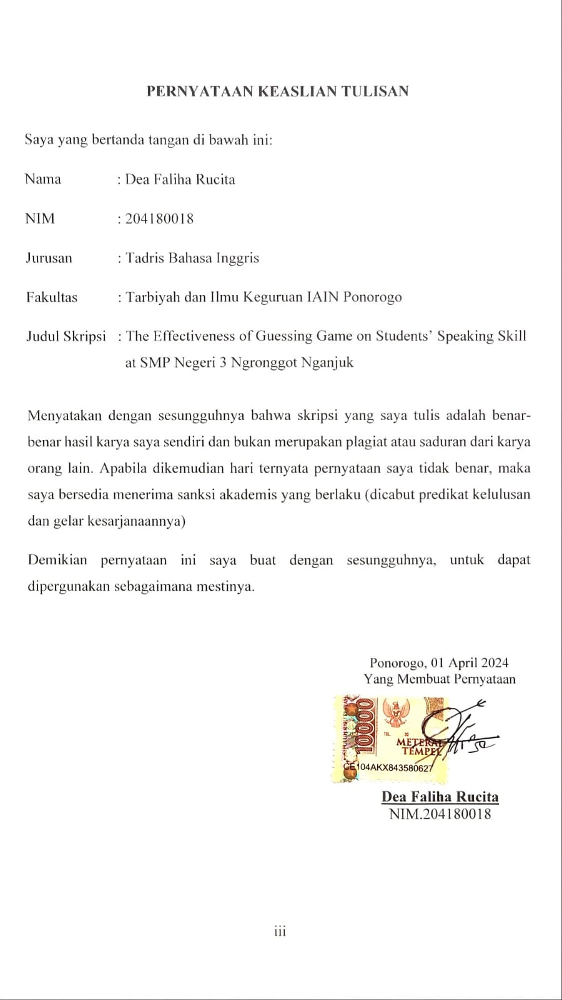 PERNYATAAN KEASLIAN TULISAN
Saya yang bertanda tangan di bawah ini:
Nama : Dea Faliha Rucita
NIM : 204180018
Jurusan : Tadris Bahasa Inggris
Fakultas : Tarbiyah dan Ilmu Keguruan IAIN Ponorogo
Judul Skripsi : The Effectiveness of Guessing Game on Students’ Speaking Skill
at SMP Negeri 3 Ngronggot Nganjuk
Menyatakan dengan sesungguhnya bahwa skripsi yang saya tulis adalah benar-
benar hasil karya saya sendiri dan bukan merupakan plagiat atau saduran dari karya
orang lain. Apabila dikemudian hari ternyata pernyataan saya tidak benar, maka
saya bersedia menerima sanksi akademis yang berlaku (dicabut predikat kelulusan
dan gelar kesarjanaannya)
Demikian pernyataan ini saya buat dengan sesungguhnya, untuk dapat
dipergunakan sebagaimana mestinya.
Ponorogo, 01 April 2024
Yang Membuat Pernyataan
10000
TGL. 20
METERAI
TEMPEL
CE104AKX843580627
Dea Faliha Rucita
NIM.204180018
iii